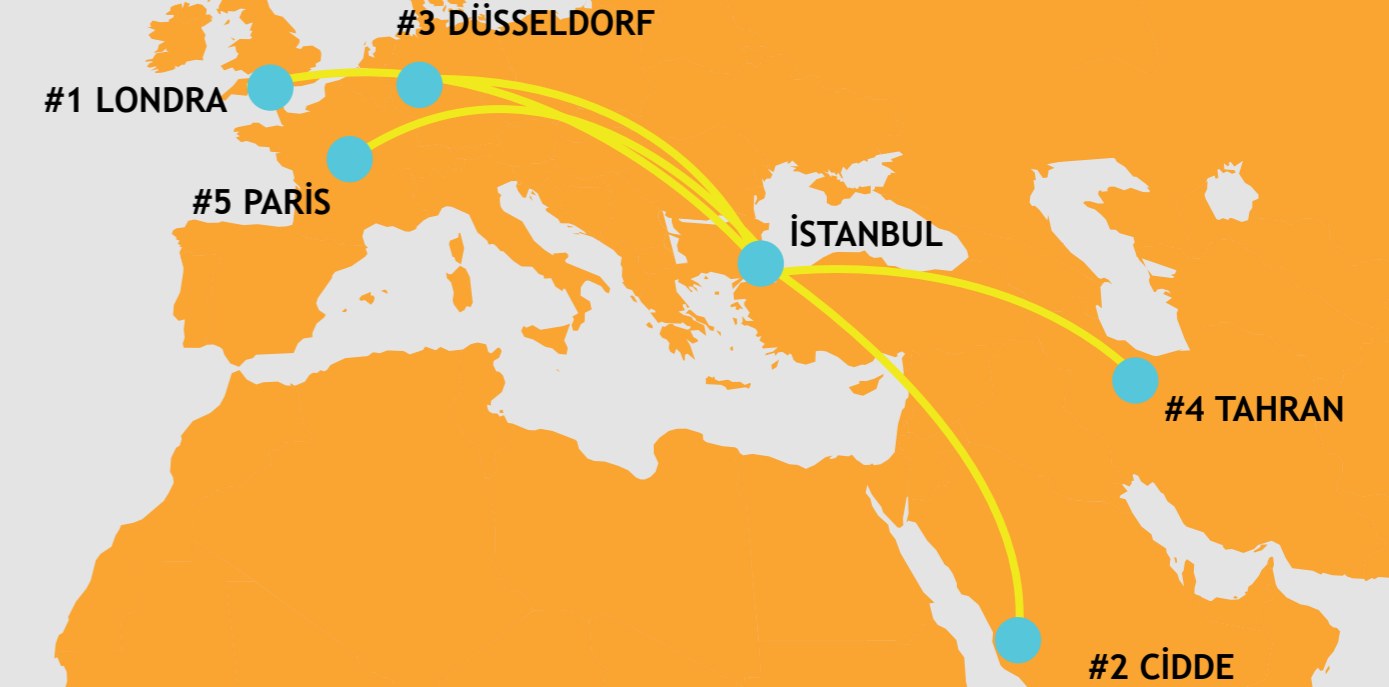 #3 DÜSSELDORF
#1 LONDRA
#5 PARİS
İSTANBUL
#4 TAHRAN
#2 CİDDE